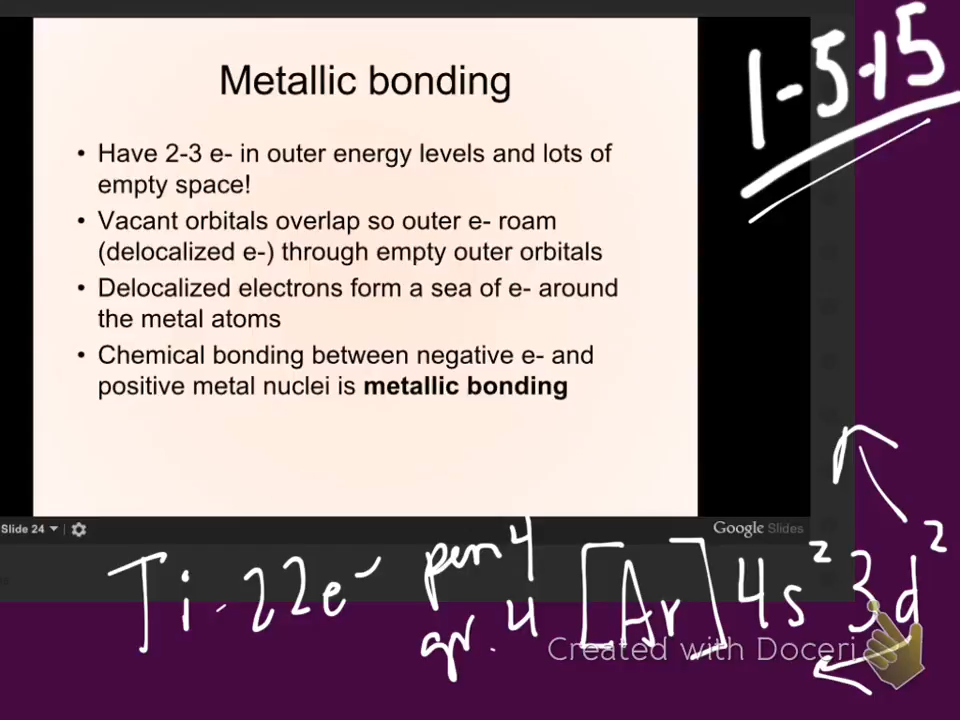 1-5-15
Metallic bonding
• Have 2-3 e- in outer energy levels and lots of
empty space!
• Vacant orbitals overlap so outer e- roam
(delocalized e-) through empty outer orbitals
• Delocalized electrons form a sea of e- around
the metal atoms
• Chemical bonding between negative e- and
positive metal nuclei is metallic bonding
Slide 24
Google Slides
Ti - 22e⁻ per 4 [Ar] 4s² 3d²
gr. 4
Created with Doceri